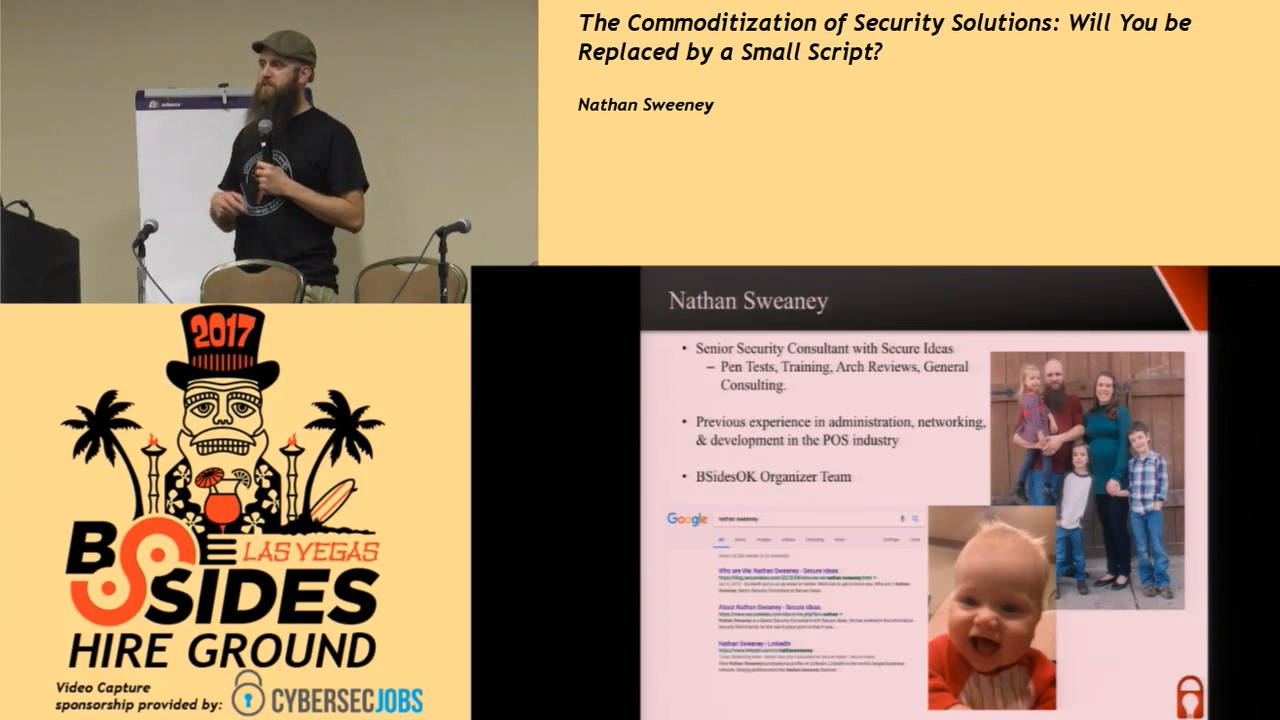 The Commoditization of Security Solutions: Will You be
Replaced by a Small Script?
Nathan Sweeney
2017
BSIDES
LAS VEGAS
HIRE GROUND
Video Capture
sponsorship provided by:
CYBERSECJOBS
Nathan Sweaney
• Senior Security Consultant with Secure Ideas
– Pen Tests, Training, Arch Reviews, General
Consulting.
• Previous experience in administration, networking,
& development in the POS industry
• BSidesOK Organizer Team
Google
nathan sweaney
Who are We: Nathan Sweaney - Secure Ideas
About Nathan Sweaney - Secure Ideas
Nathan Sweaney | LinkedIn